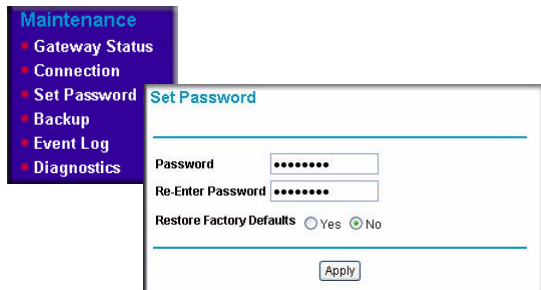 Maintenance
Gateway Status
Connection
Set Password
Backup
Event Log
Diagnostics
Set Password
Password ••••••••
Re-Enter Password ••••••••
Restore Factory Defaults Yes No
Apply